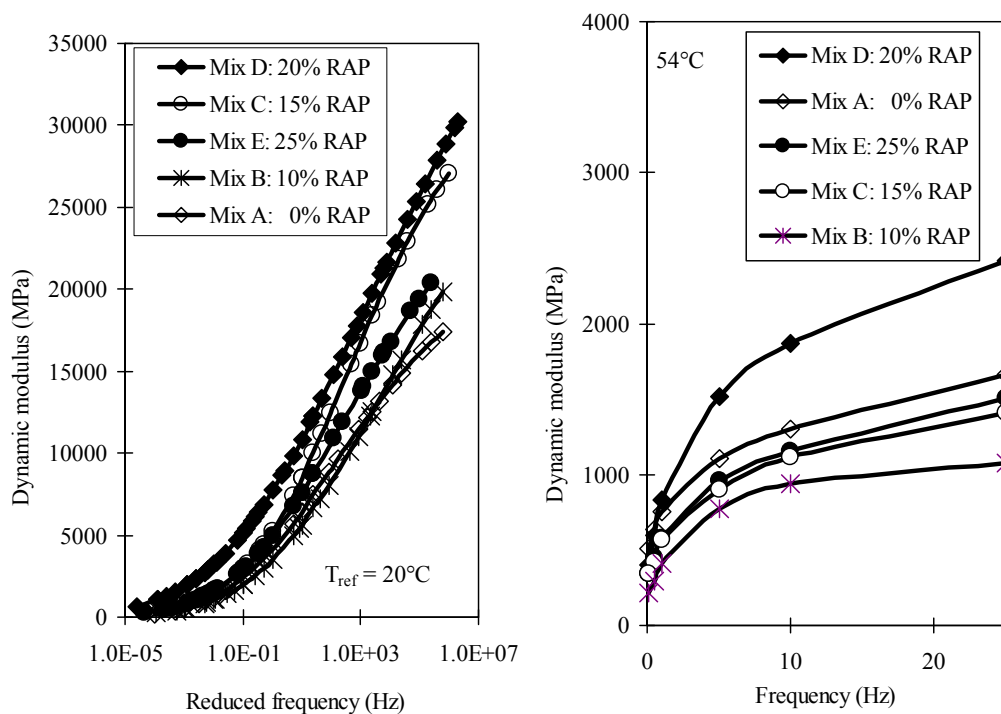 35000
30000
25000
20000
15000
10000
5000
0
Dynamic modulus (MPa)
Mix D: 20% RAP
Mix C: 15% RAP
Mix E: 25% RAP
Mix B: 10% RAP
Mix A: 0% RAP
T_ref = 20°C
1.0E-05 1.0E-01 1.0E+03 1.0E+07
Reduced frequency (Hz)
4000
3000
2000
1000
0
Dynamic modulus (MPa)
54°C
Mix D: 20% RAP
Mix A: 0% RAP
Mix E: 25% RAP
Mix C: 15% RAP
Mix B: 10% RAP
0 10 20
Frequency (Hz)